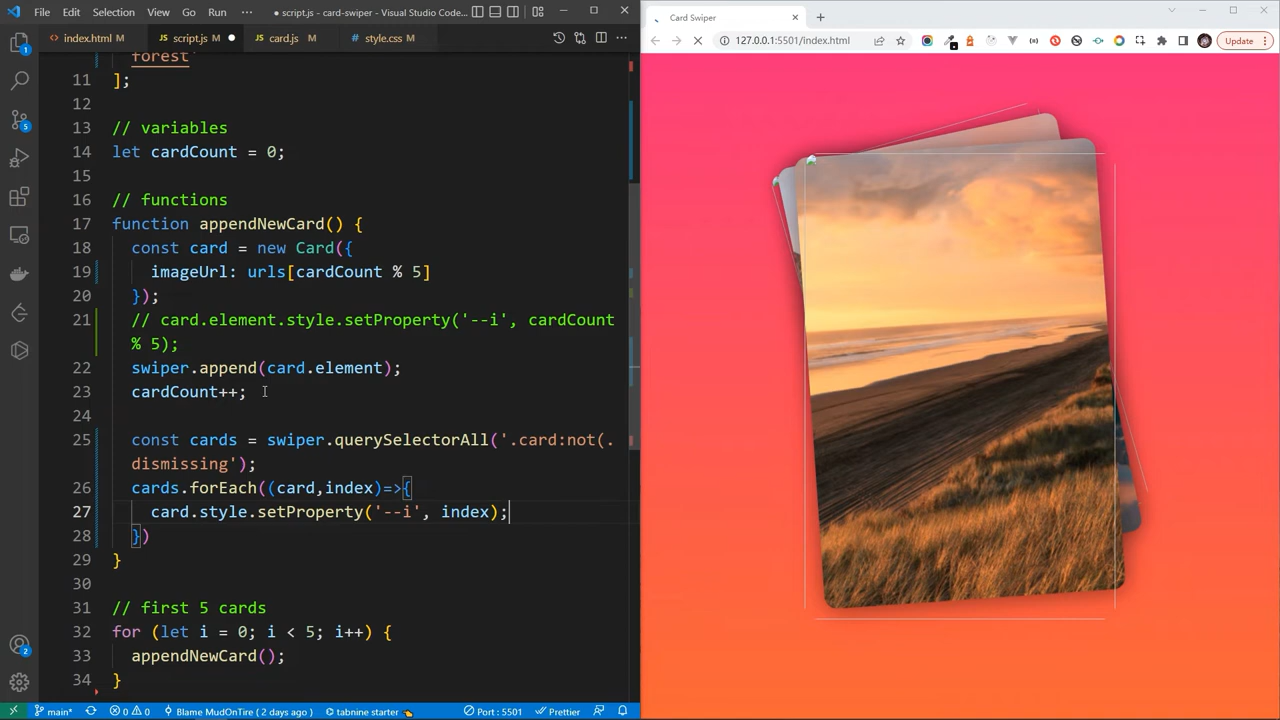 File Edit Selection View Go Run ··· script.js - card-swiper - Visual Studio Code...
index.html M script.js ● card.js M style.css M
forest
11 ];
12
13 // variables
14 let cardCount = 0;
15
16 // functions
17 function appendNewCard() {
18 const card = new Card({
19 imageUrl: urls[cardCount % 5]
20 });
21 // card.element.style.setProperty('--i', cardCount
% 5);
22 swiper.append(card.element);
23 cardCount++;
24
25 const cards = swiper.querySelectorAll('.card:not(.
dismissing');
26 cards.forEach((card,index)=>{
27 card.style.setProperty('--i', index);
28 })
29 }
30
31 // first 5 cards
32 for (let i = 0; i < 5; i++) {
33 appendNewCard();
34 }
1
5
2
main* 0 0 Blame MudOnTire ( 2 days ago ) tabnine starter Port : 5501 Prettier
Card Swiper
127.0.0.1:5501/index.html
Update